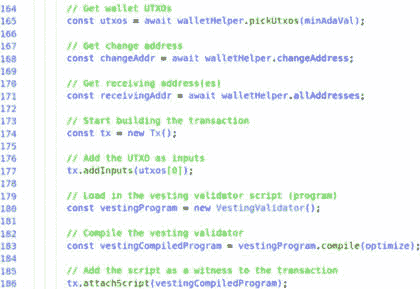 164 // Get wallet UTXOs
165 const utxos = await walletHelper.pickUtxos(minAdaVal);
166
167 // Get change address
168 const changeAddr = await walletHelper.changeAddress;
169
170 // Get receiving address(es)
171 const receivingAddr = await walletHelper.allAddresses;
172
173 // Start building the transaction
174 const tx = new Tx();
175
176 // Add the UTXO as inputs
177 tx.addInputs(utxos[0]);
178
179 // Load in the vesting validator script (program)
180 const vestingProgram = new VestingValidator();
181
182 // Compile the vesting validator
183 const vestingCompiledProgram = vestingProgram.compile(optimize);
184
185 // Add the script as a witness to the transaction
186 tx.attachScript(vestingCompiledProgram);